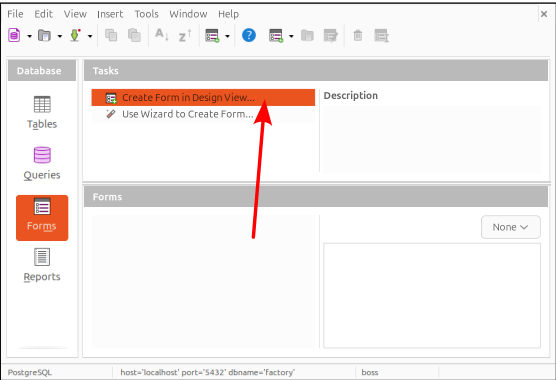 File Edit View Insert Tools Window Help
Database
Tasks
Create Form in Design View...
Use Wizard to Create Form...
Description
Tables
Queries
Forms
Reports
Forms
None
PostgreSQL host='localhost' port='5432' dbname='factory' boss